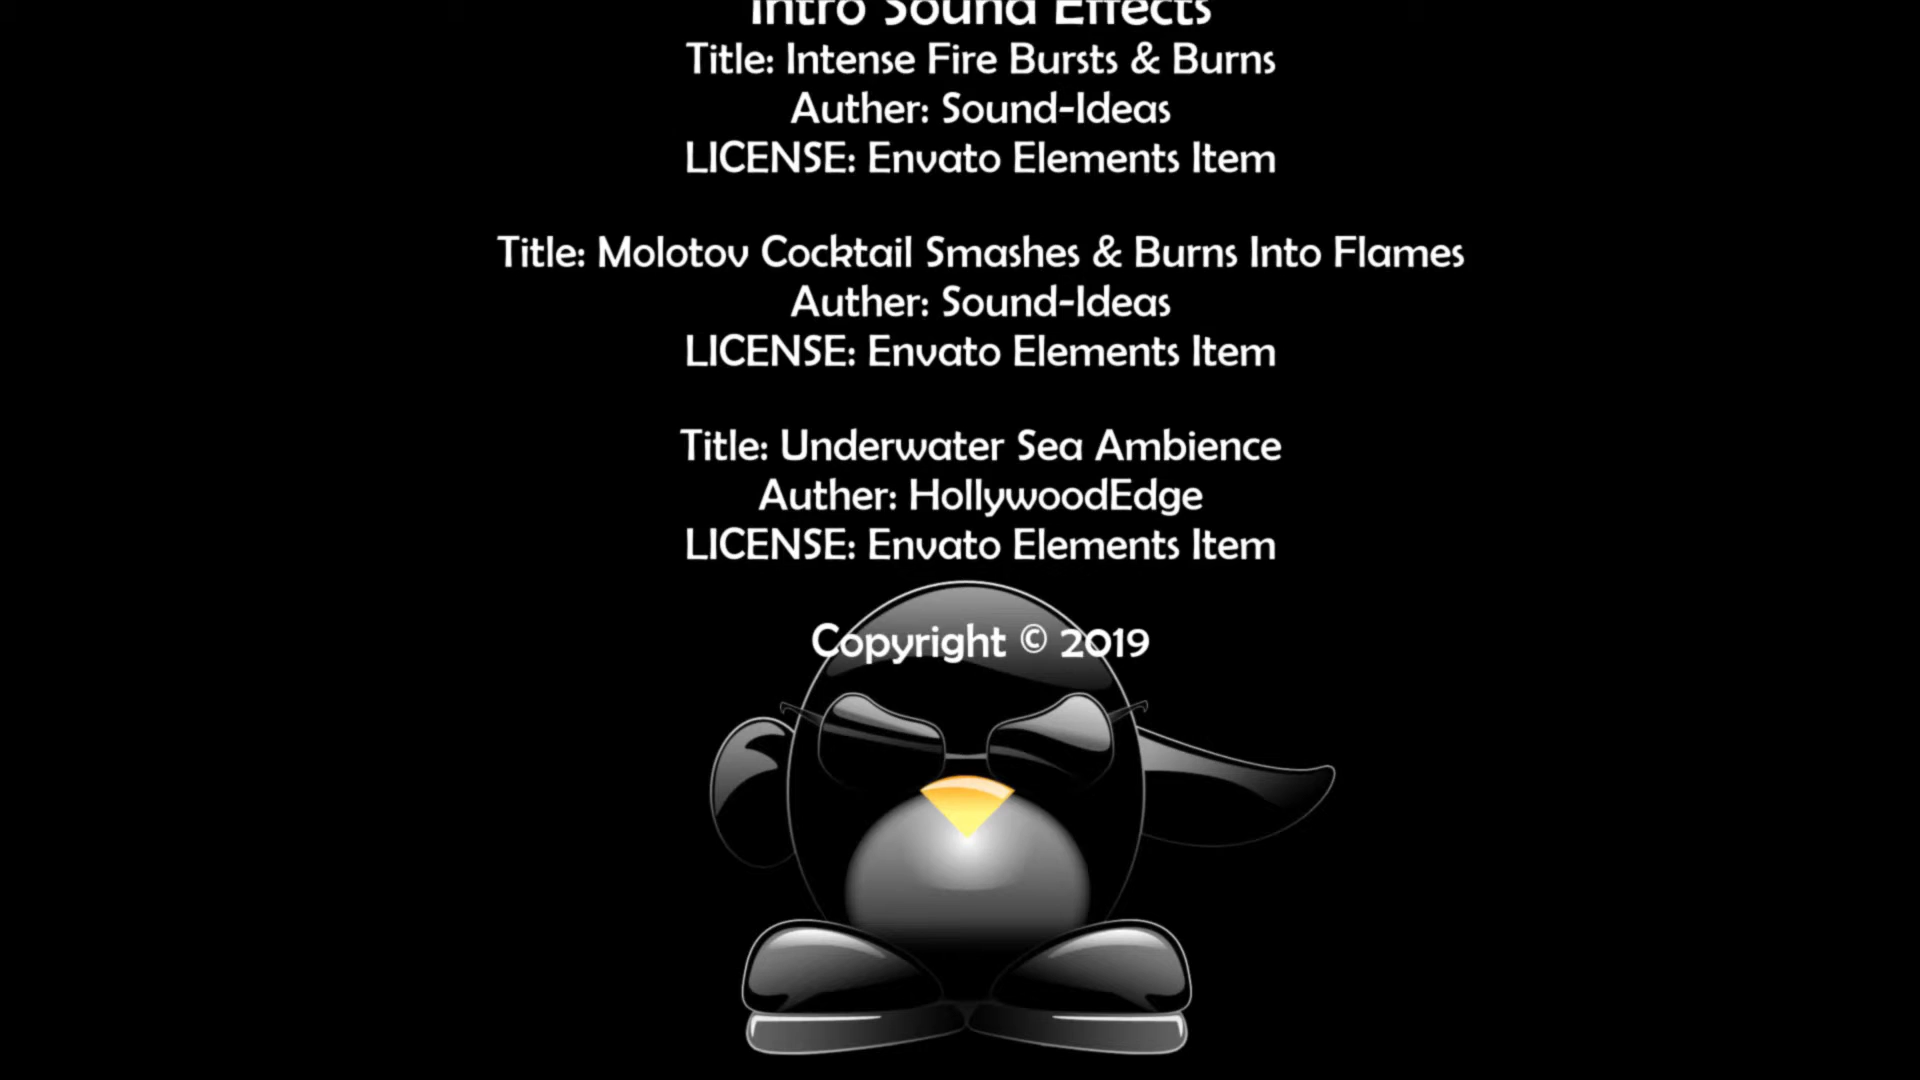 Intro Sound Effects
Title: Intense Fire Bursts & Burns
Auther: Sound-Ideas
LICENSE: Envato Elements Item
Title: Molotov Cocktail Smashes & Burns Into Flames
Auther: Sound-Ideas
LICENSE: Envato Elements Item
Title: Underwater Sea Ambience
Auther: HollywoodEdge
LICENSE: Envato Elements Item
Copyright © 2019